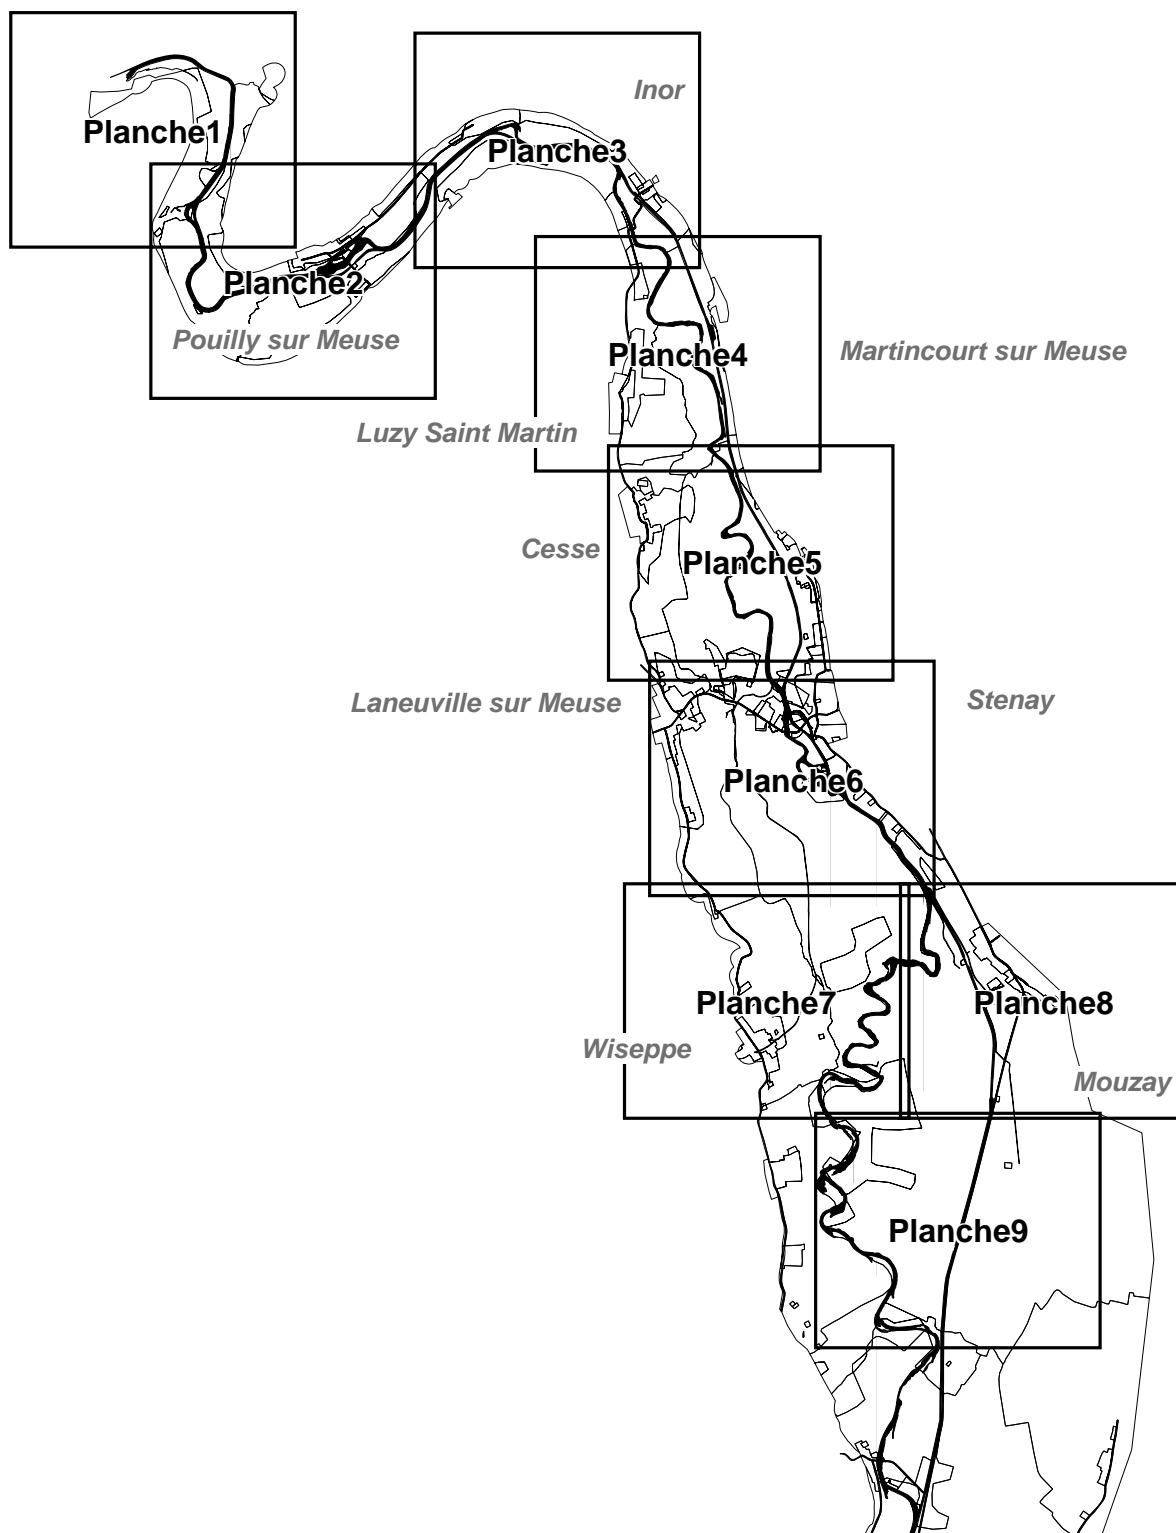 Inor
Planche1
Planche3
Planche2
Pouilly sur Meuse
Planche4
Martincourt sur Meuse
Luzy Saint Martin
Cesse
Planche5
Laneuville sur Meuse
Stenay
Planche6
Planche7
Planche8
Wiseppe
Mouzay
Planche9